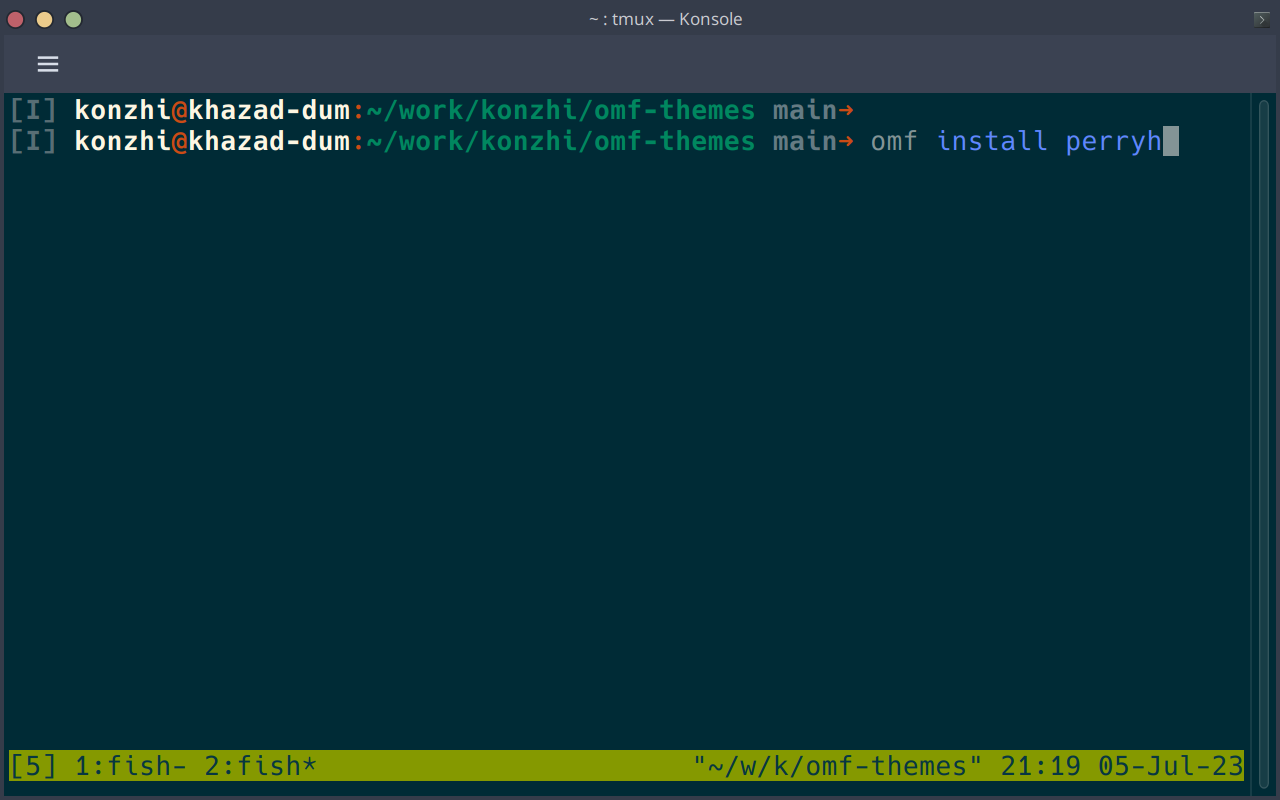 ~ : tmux — Konsole
[I] konzhi@khazad-dum:~/work/konzhi/omf-themes main➜
[I] konzhi@khazad-dum:~/work/konzhi/omf-themes main➜ omf install perryh
[5] 1:fish- 2:fish* "~/w/k/omf-themes" 21:19 05-Jul-23